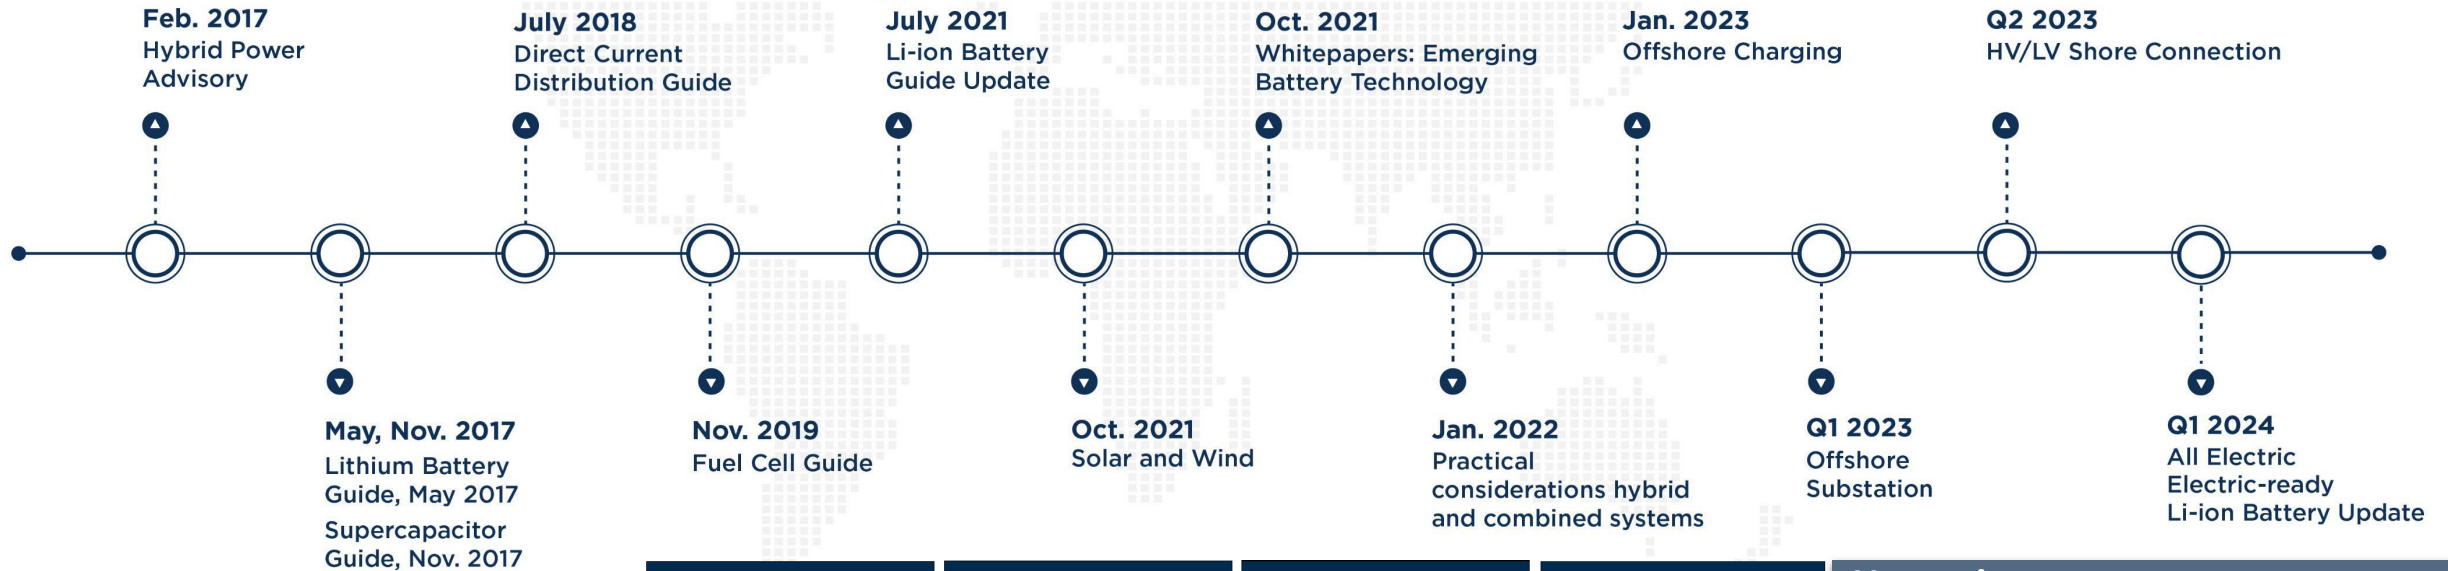 Feb. 2017
Hybrid Power
Advisory
July 2018
Direct Current
Distribution Guide
July 2021
Li-ion Battery
Guide Update
Oct. 2021
Whitepapers: Emerging
Battery Technology
Jan. 2023
Offshore Charging
Q2 2023
HV/LV Shore Connection
May, Nov. 2017
Lithium Battery
Guide, May 2017
Supercapacitor
Guide, Nov. 2017
Nov. 2019
Fuel Cell Guide
Oct. 2021
Solar and Wind
Jan. 2022
Practical
considerations hybrid
and combined systems
Q1 2023
Offshore
Substation
Q1 2024
All Electric
Electric-ready
Li-ion Battery Update